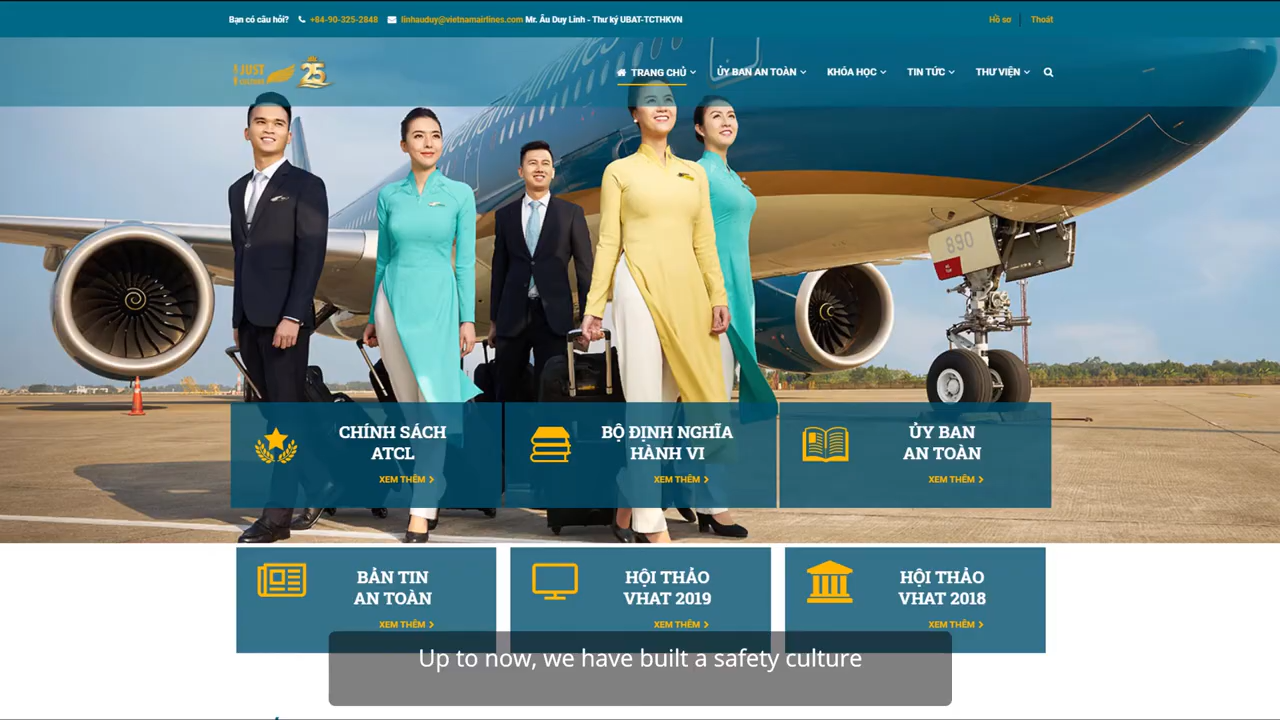 Bạn có câu hỏi? +84-90-325-2848 linhauduy@vietnamairlines.com Mr. Âu Duy Linh - Thư ký UBAT-TCTHKVN
Hồ sơ Thoát
JUST
CULTURE
25
TRANG CHỦ ỦY BAN AN TOÀN KHÓA HỌC TIN TỨC THƯ VIỆN
890
CHÍNH SÁCH
ATCL
XEM THÊM
BỘ ĐỊNH NGHĨA
HÀNH VI
XEM THÊM
ỦY BAN
AN TOÀN
XEM THÊM
BẢN TIN
AN TOÀN
XEM THÊM
HỘI THẢO
VHAT 2019
XEM THÊM
HỘI THẢO
VHAT 2018
XEM THÊM
Up to now, we have built a safety culture